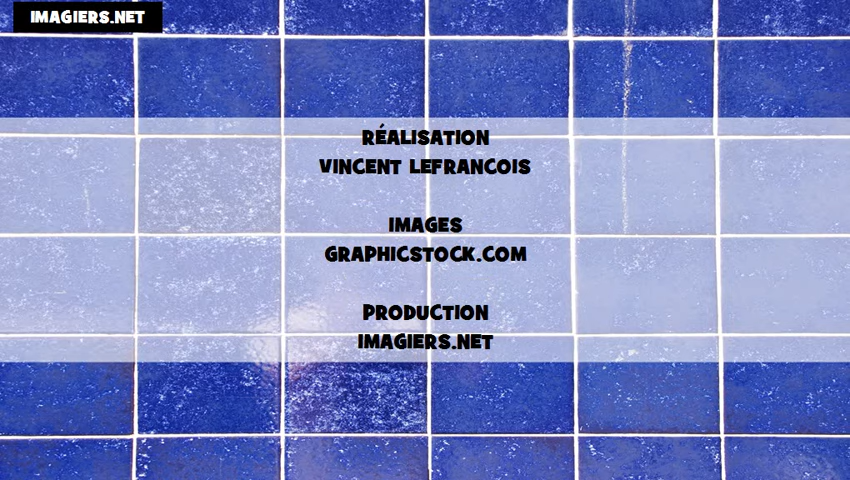 IMAGIERS.NET
RÉALISATION
VINCENT LEFRANCOIS
IMAGES
GRAPHICSTOCK.COM
PRODUCTION
IMAGIERS.NET